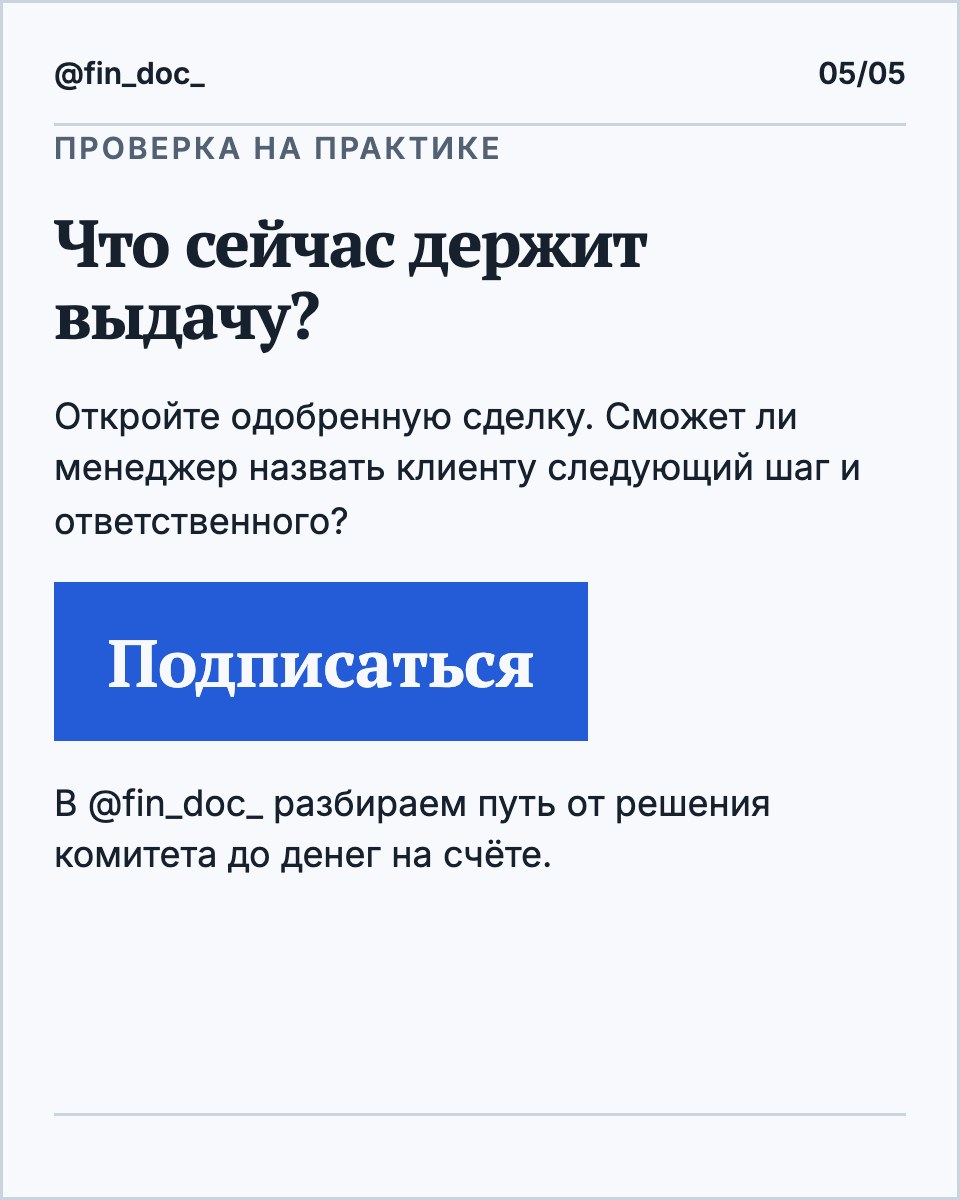 @fin_doc_
05/05
ПРОВЕРКА НА ПРАКТИКЕ
Что сейчас держит
выдачу?
Откройте одобренную сделку. Сможет ли
менеджер назвать клиенту следующий шаг и
ответственного?
Подписаться
В @fin_doc_ разбираем путь от решения
комитета до денег на счёте.